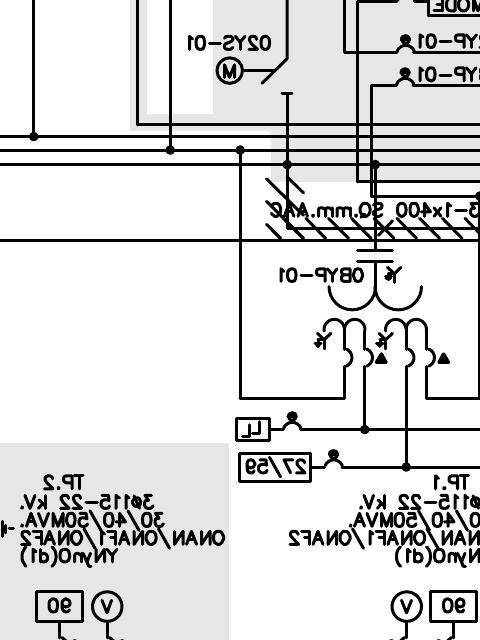 MODE
02YS-01
M
YP-01
BYP-01
3-1x400 SQ.mm.AAC
0BYP-01
LL
27/59
TP.2
3ø115-22 kV.
30/40/50MVA.
ONAN/ONAF1/ONAF2
YNyn0(d1)
TP.1
3ø115-22 kV.
30/40/50MVA.
ONAN/ONAF1/ONAF2
YNyn0(d1)
90
V
V
90